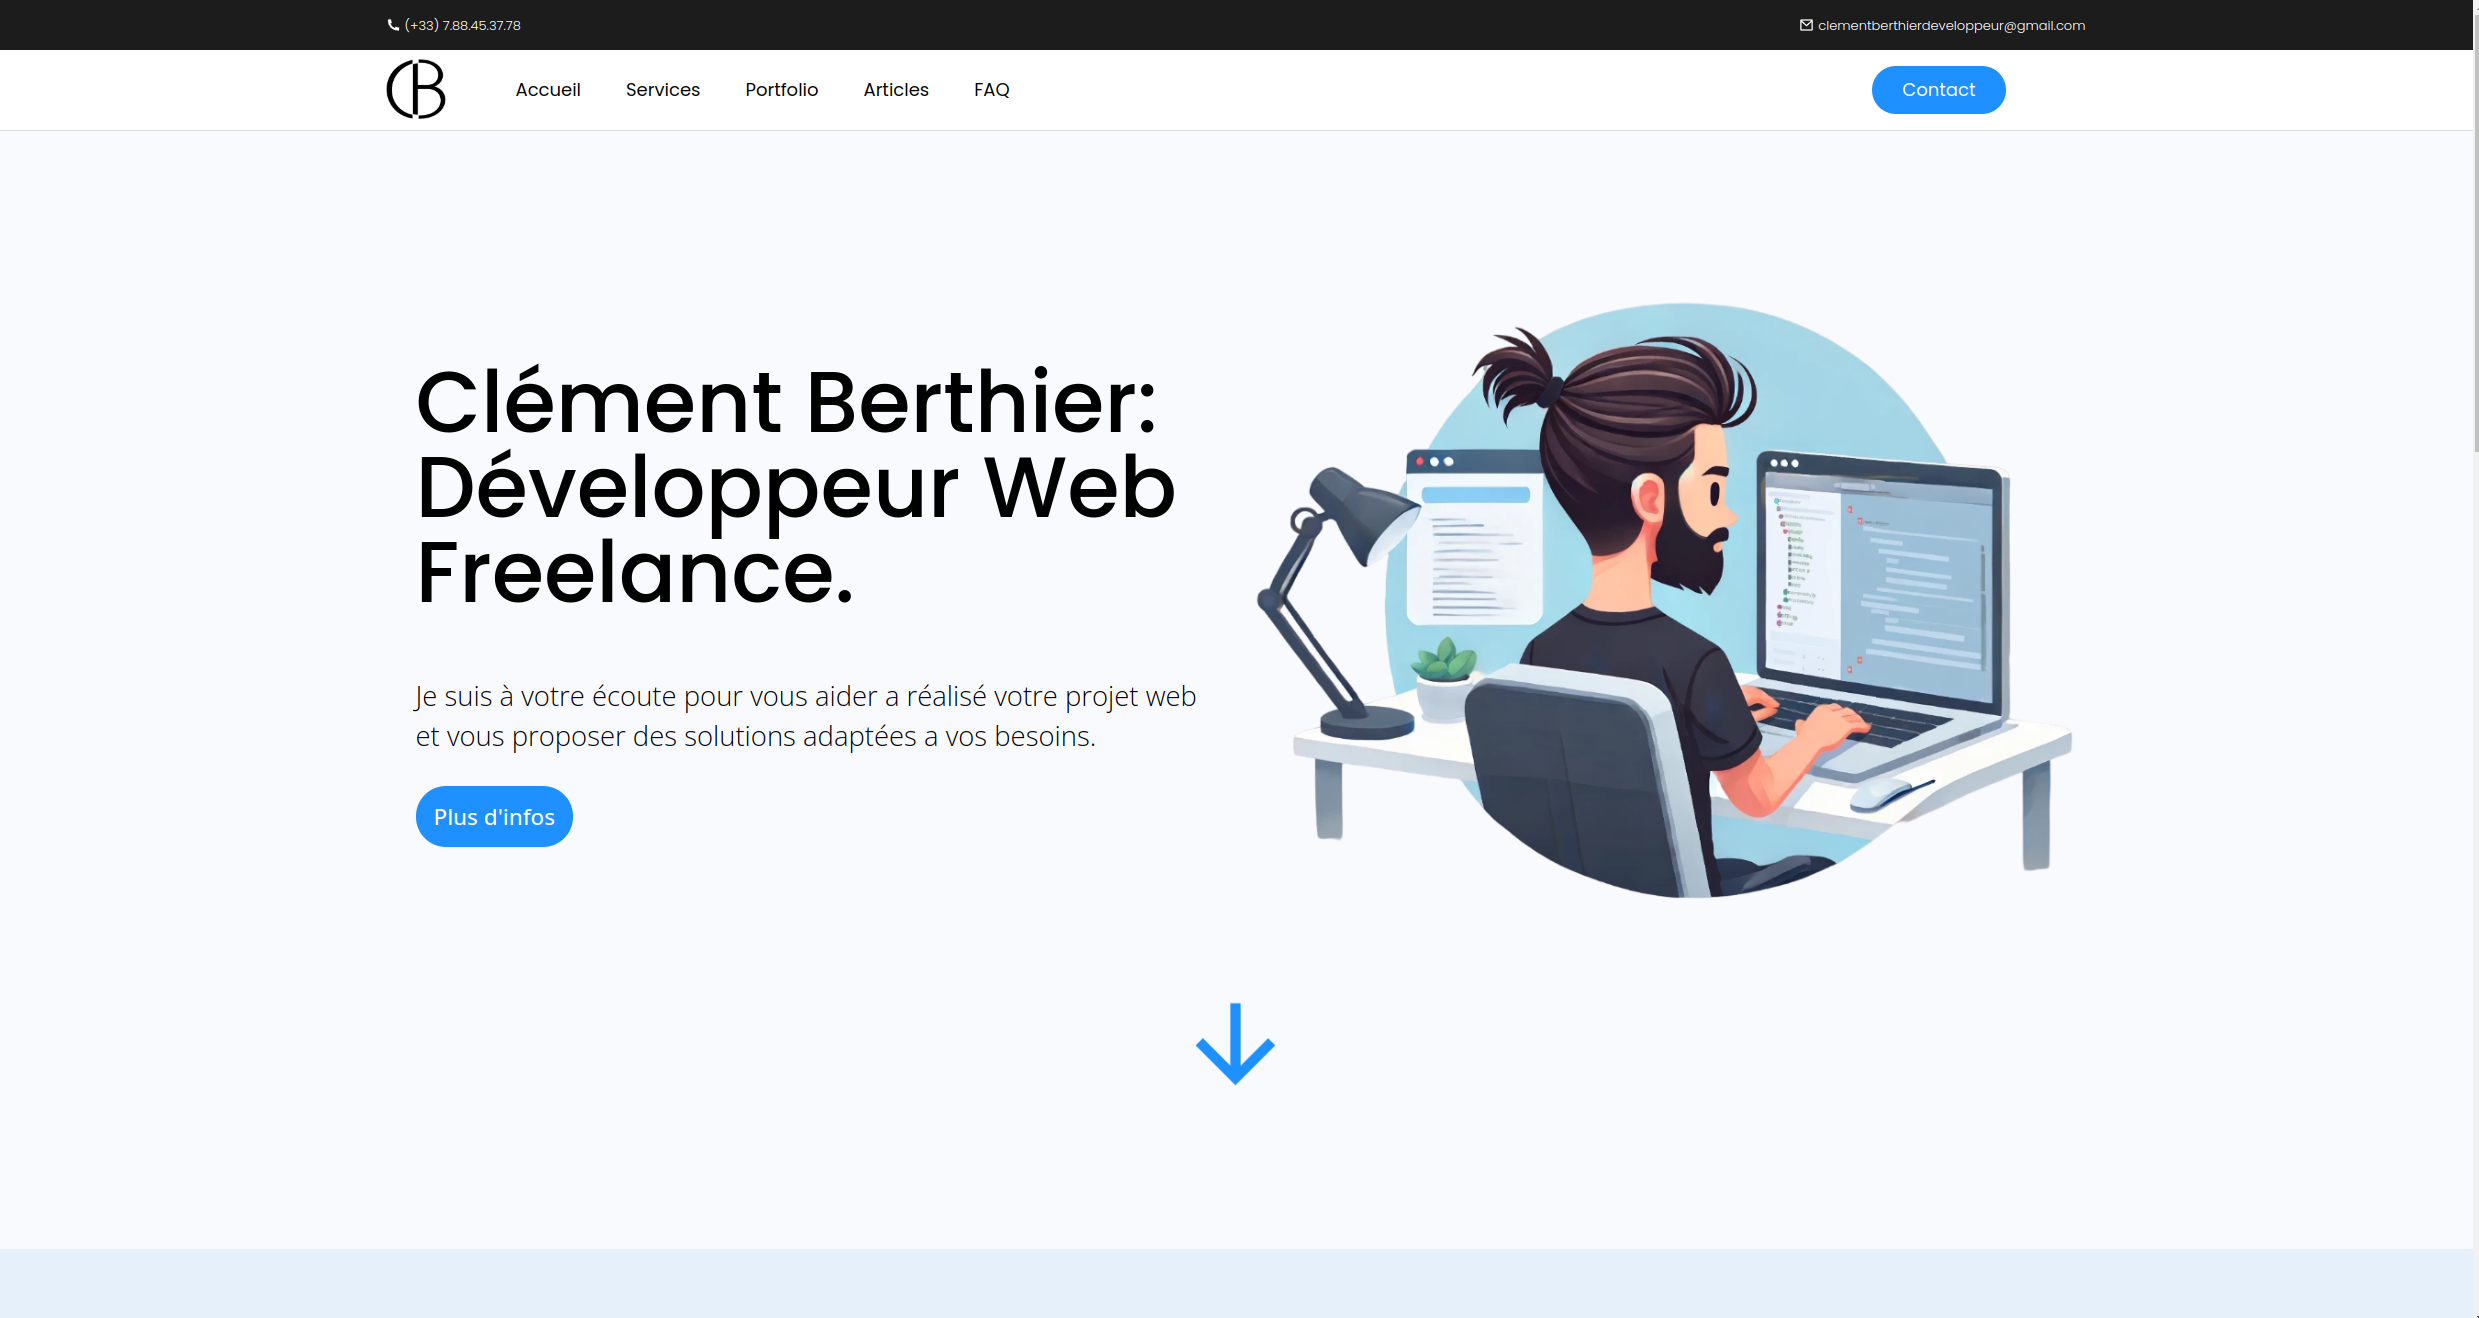 (+33) 7.88.45.37.78
clementberthierdeveloppeur@gmail.com
CB
Accueil
Services
Portfolio
Articles
FAQ
Contact
Clément Berthier:
Développeur Web
Freelance.
Je suis à votre écoute pour vous aider a réalisé votre projet web
et vous proposer des solutions adaptées a vos besoins.
Plus d'infos